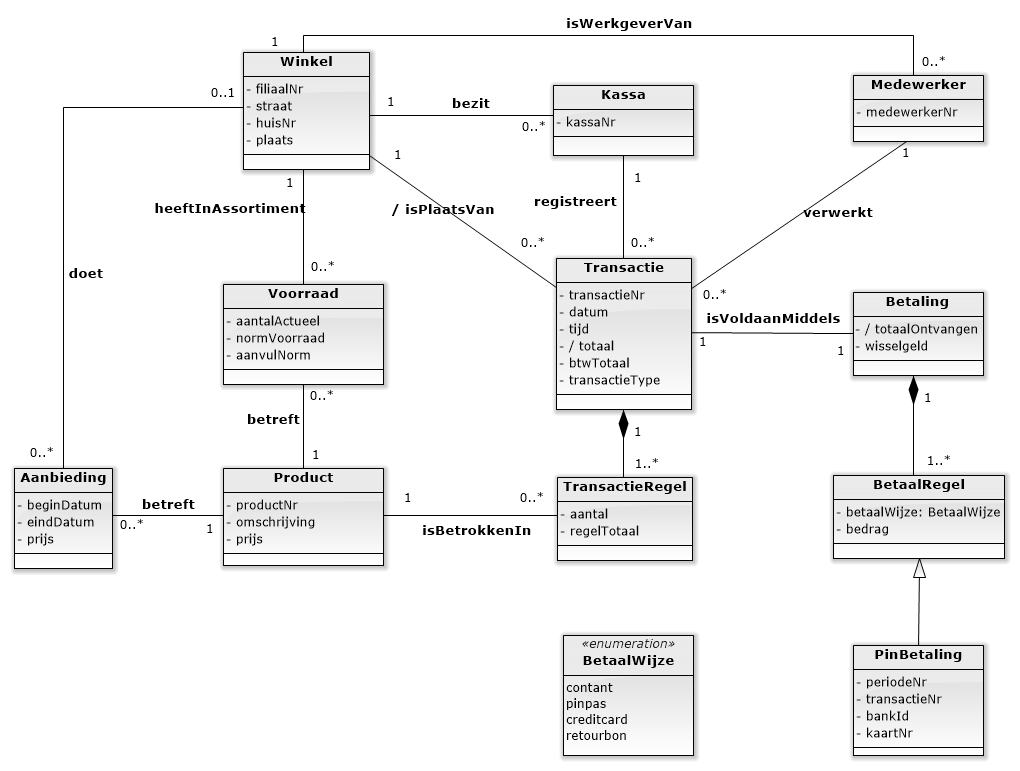 isWerkgeverVan
1
0..*
Winkel
- filiaalNr
- straat
- huisNr
- plaats
Kassa
- kassaNr
Medewerker
- medewerkerNr
0..1
1
bezit
0..*
1
1
1
1
heeftInAssortiment
/ isPlaatsVan
registreert
verwerkt
0..*
0..*
0..*
0..*
doet
Voorraad
- aantalActueel
- normVoorraad
- aanvulNorm
Transactie
- transactieNr
- datum
- tijd
- / totaal
- btwTotaal
- transactieType
isVoldaanMiddels
1
1
Betaling
- / totaalOntvangen
- wisselgeld
0..*
betreft
1
1
1
0..*
1..*
1..*
Aanbieding
- beginDatum
- eindDatum
- prijs
betreft
0..*
1
Product
- productNr
- omschrijving
- prijs
1
0..*
isBetrokkenIn
TransactieRegel
- aantal
- regelTotaal
BetaalRegel
- betaalWijze: BetaalWijze
- bedrag
«enumeration»
BetaalWijze
contant
pinpas
creditcard
retourbon
PinBetaling
- periodeNr
- transactieNr
- bankId
- kaartNr